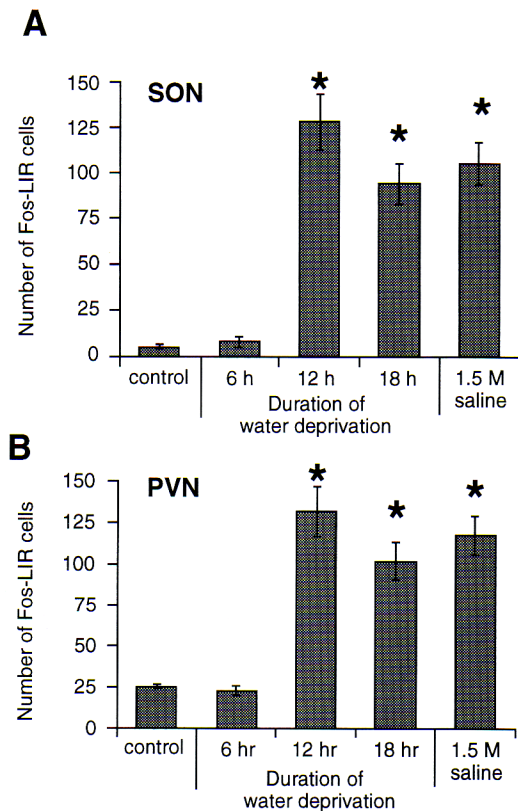 A
SON
Number of Fos-LIR cells
150
125
100
75
50
25
0
control
6 h
12 h
18 h
1.5 M
saline
Duration of
water deprivation
*
*
*
B
PVN
Number of Fos-LIR cells
150
125
100
75
50
25
0
control
6 hr
12 hr
18 hr
1.5 M
saline
Duration of
water deprivation
*
*
*